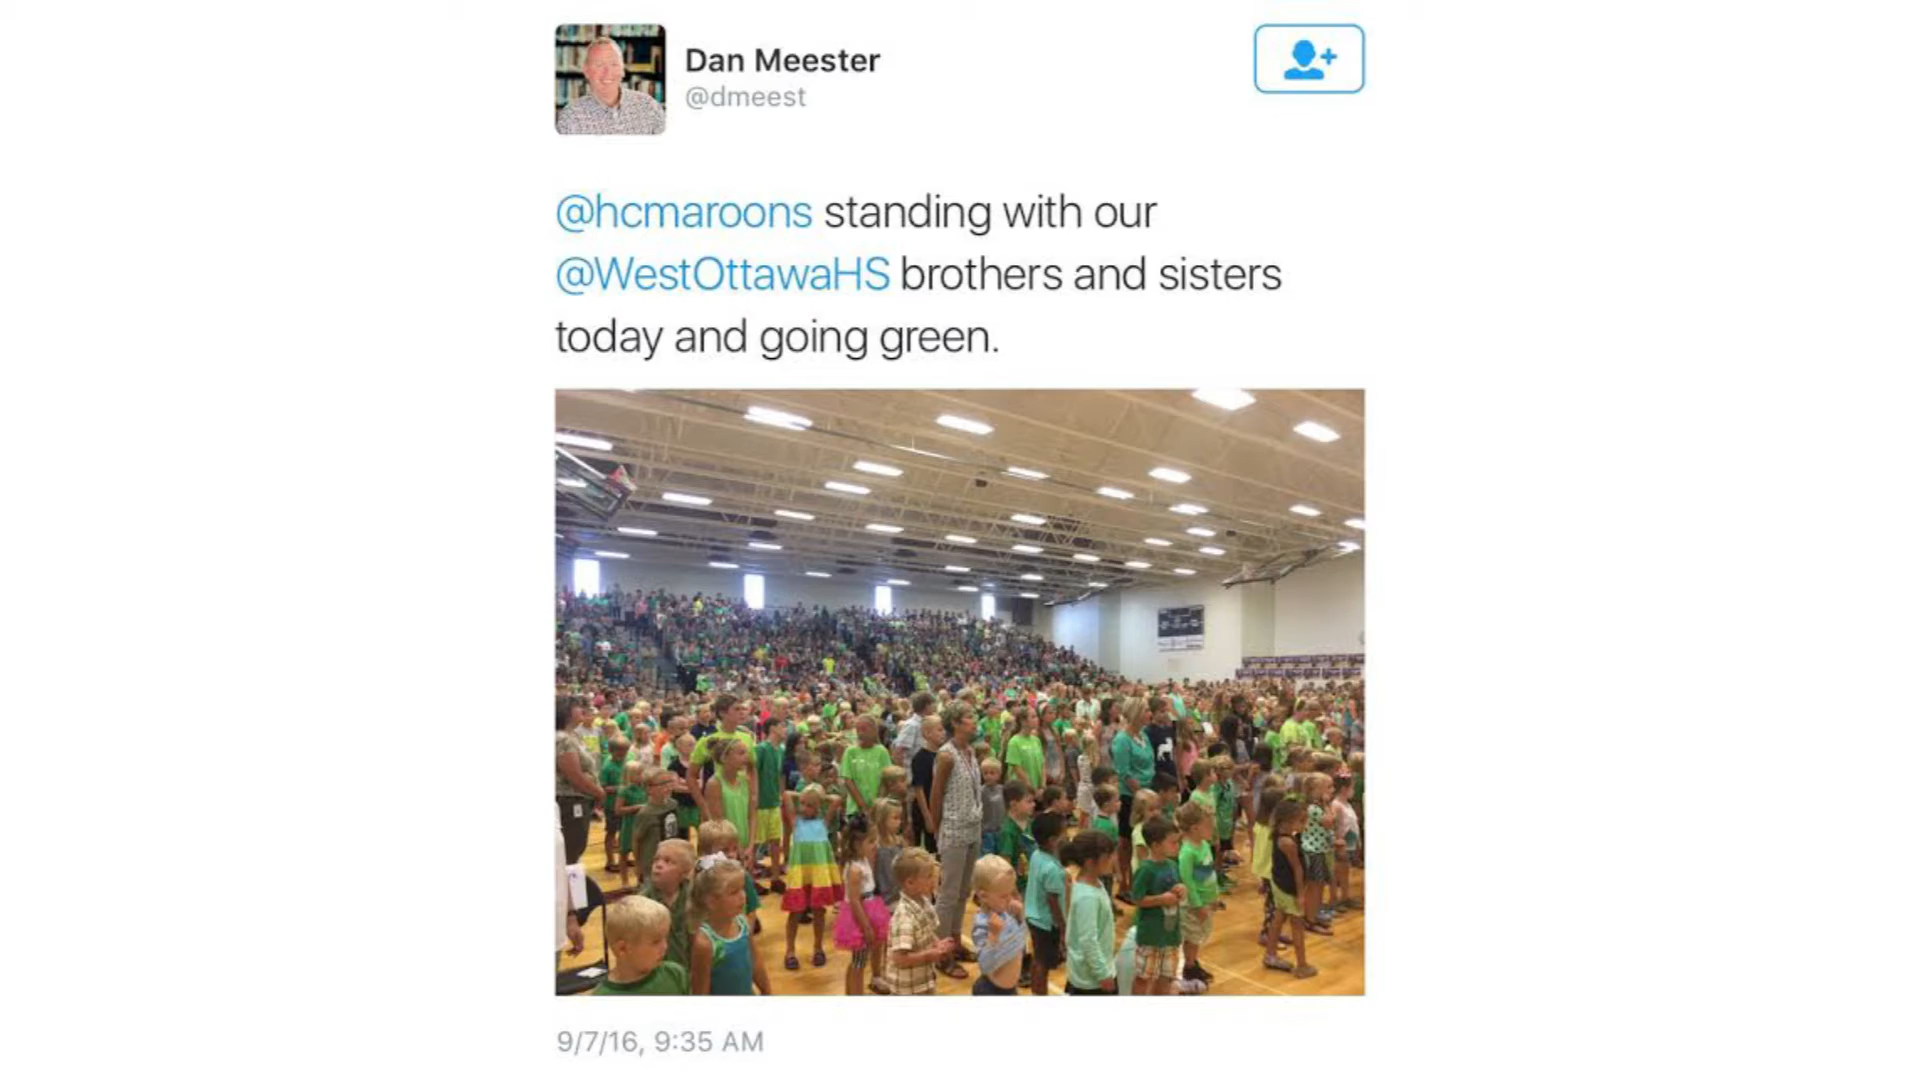 Dan Meester
@dmeest
@hcmaroons standing with our
@WestOttawaHS brothers and sisters
today and going green.
9/7/16, 9:35 AM